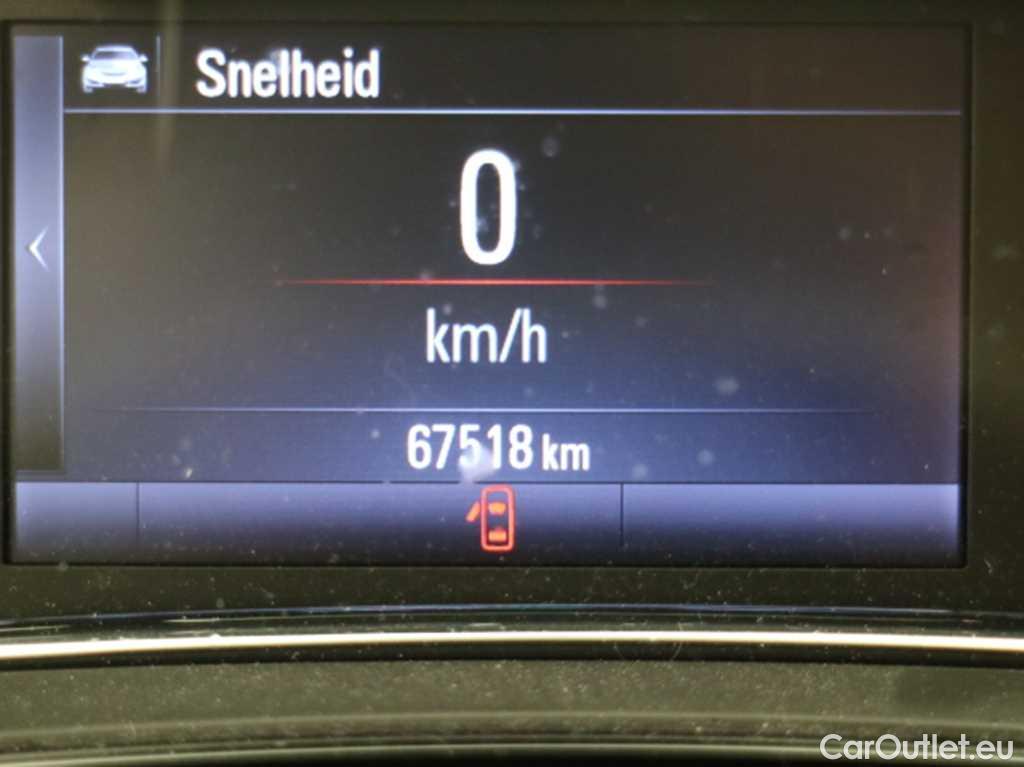 Snelheid
0
km/h
67518 km
CarOutlet.eu